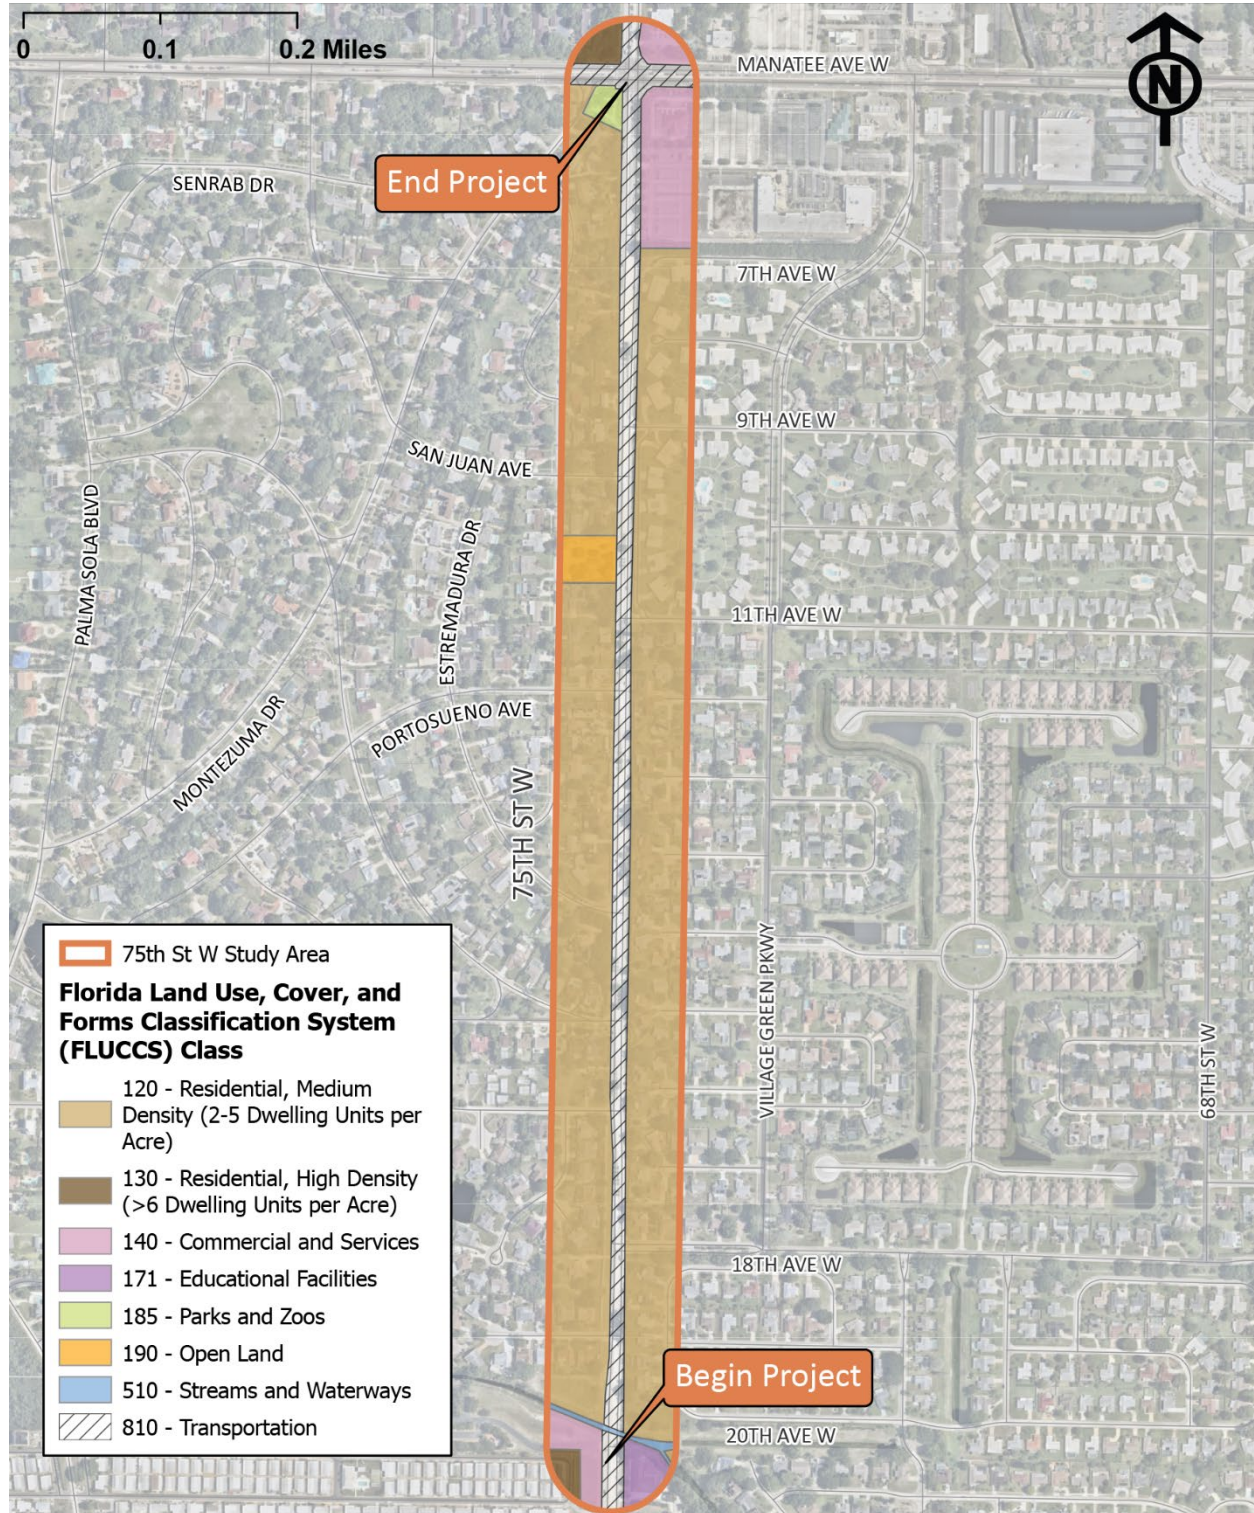 0 0.1 0.2 Miles
MANATEE AVE W
N
End Project
SENRAB DR
7TH AVE W
9TH AVE W
SAN JUAN AVE
PALMA SOLA BLVD
ESTREMADURA DR
11TH AVE W
PORTOSUENO AVE
MONTEZUMA DR
75TH ST W
VILLAGE GREEN PKWY
68TH ST W
18TH AVE W
Begin Project
20TH AVE W
75th St W Study Area
Florida Land Use, Cover, and
Forms Classification System
(FLUCCS) Class
120 - Residential, Medium
Density (2-5 Dwelling Units per
Acre)
130 - Residential, High Density
(>6 Dwelling Units per Acre)
140 - Commercial and Services
171 - Educational Facilities
185 - Parks and Zoos
190 - Open Land
510 - Streams and Waterways
810 - Transportation